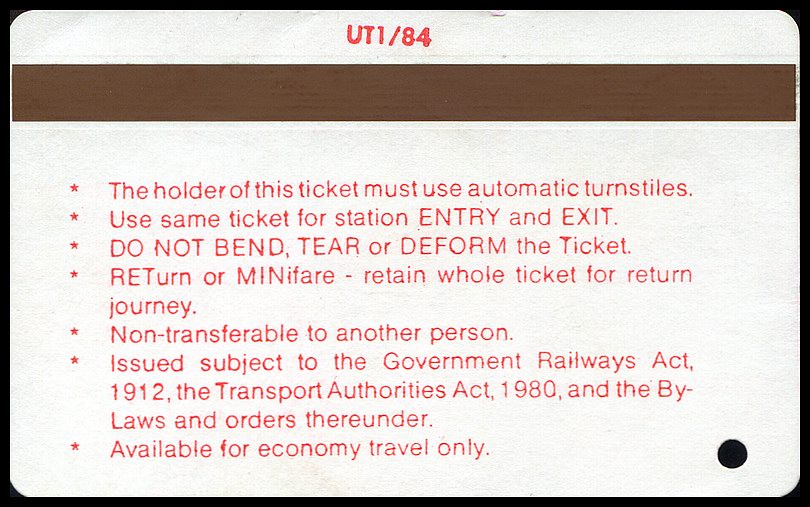 UT1/84
* The holder of this ticket must use automatic turnstiles.
* Use same ticket for station ENTRY and EXIT.
* DO NOT BEND, TEAR or DEFORM the Ticket.
* RETurn or MINifare - retain whole ticket for return
journey.
* Non-transferable to another person.
* Issued subject to the Government Railways Act,
1912, the Transport Authorities Act, 1980, and the By-
Laws and orders thereunder.
* Available for economy travel only.